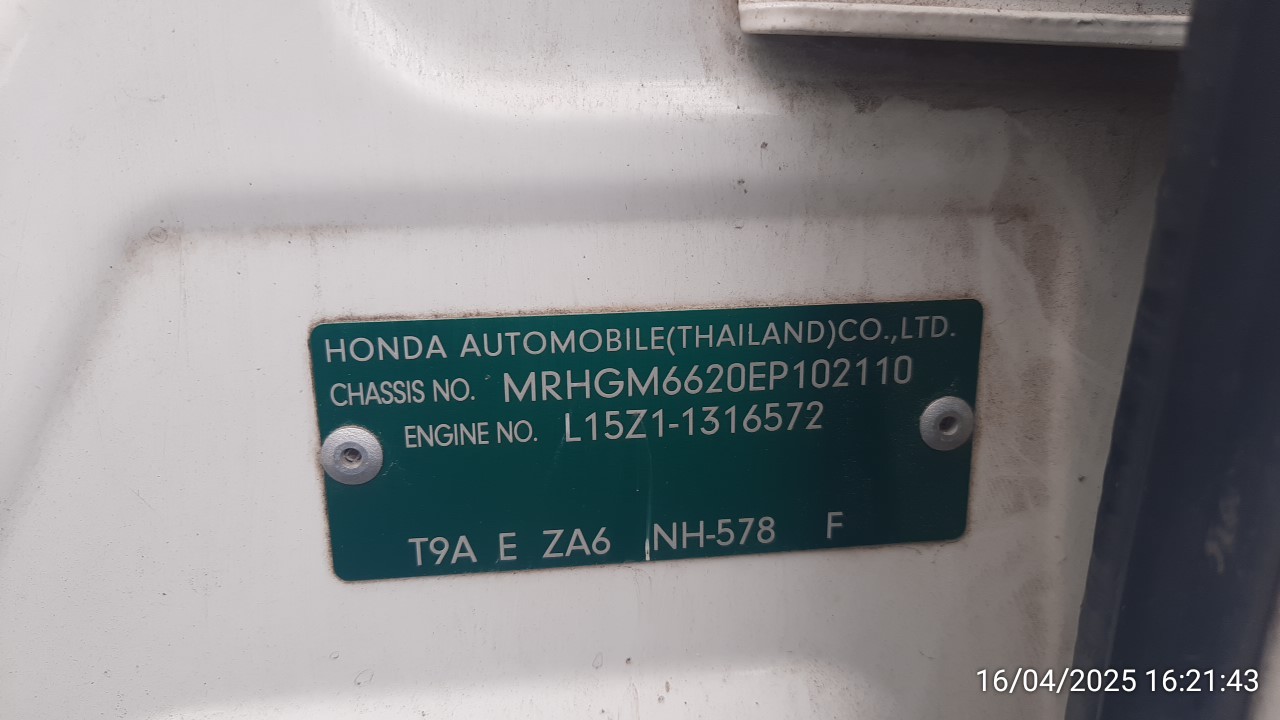 HONDA AUTOMOBILE(THAILAND)CO.,LTD.
CHASSIS NO. MRHGM6620EP102110
ENGINE NO. L15Z1-1316572
T9A E ZA6 NH-578 F
16/04/2025 16:21:43